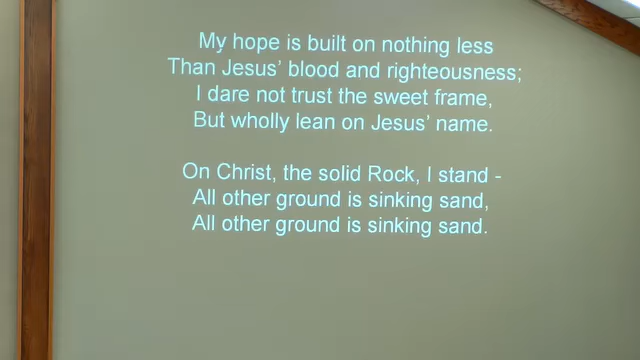 My hope is built on nothing less
Than Jesus' blood and righteousness;
I dare not trust the sweet frame,
But wholly lean on Jesus' name.
On Christ, the solid Rock, I stand -
All other ground is sinking sand,
All other ground is sinking sand.